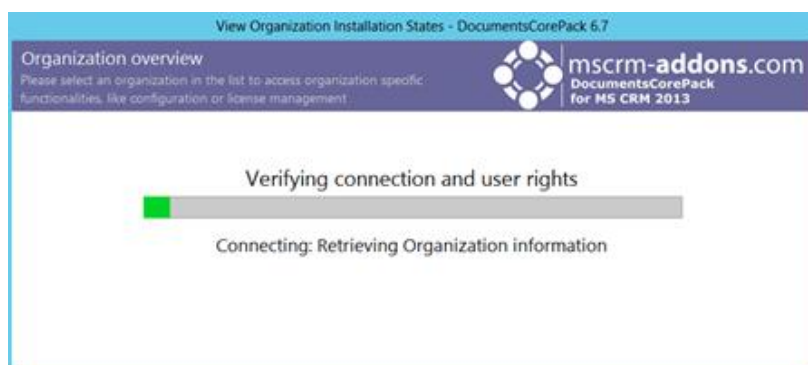 View Organization Installation States - DocumentsCorePack 6.7
Organization overview
Please select an organization in the list to access organization specific
functionalities, like configuration or license management
mscrm-addons.com
DocumentsCorePack
for MS CRM 2013
Verifying connection and user rights
Connecting: Retrieving Organization information